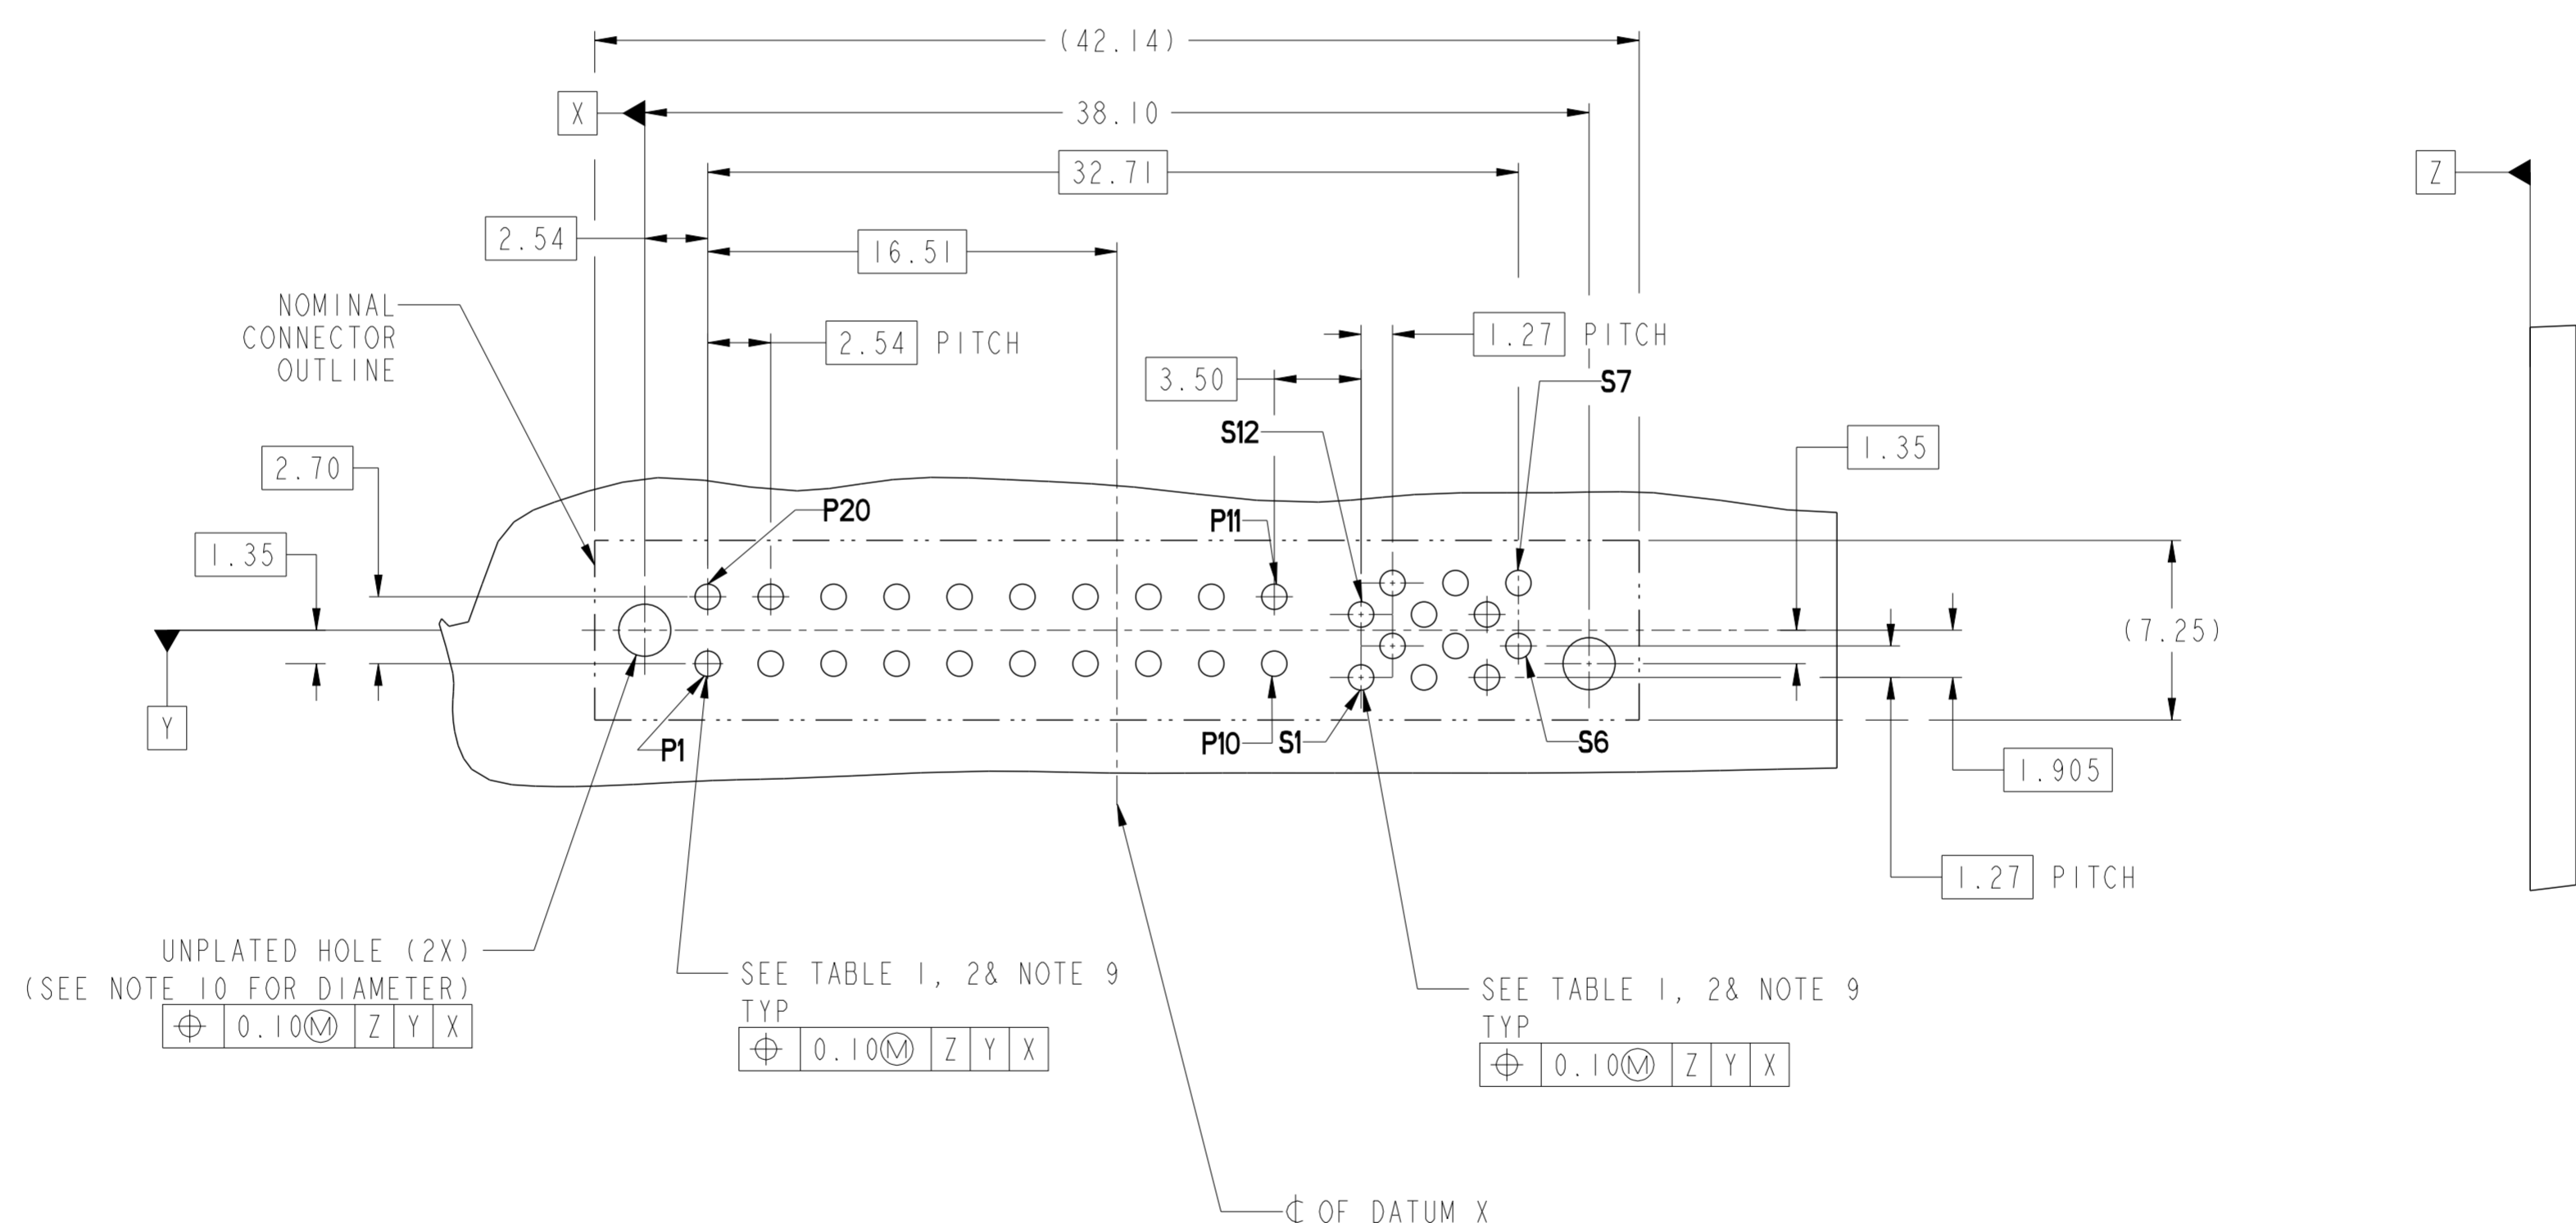 (42.14)
X
38.10
32.71
Z
2.54
16.51
NOMINAL
CONNECTOR
OUTLINE
2.54 PITCH
1.27 PITCH
3.50
S7
S12
1.35
2.70
P20
P11
1.35
(7.25)
Y
P1
P10
S1
S6
1.905
1.27 PITCH
UNPLATED HOLE (2X)
(SEE NOTE 10 FOR DIAMETER)
⌖ 0.10Ⓜ Z Y X
SEE TABLE 1, 2& NOTE 9
TYP
⌖ 0.10Ⓜ Z Y X
SEE TABLE 1, 2& NOTE 9
TYP
⌖ 0.10Ⓜ Z Y X
℄ OF DATUM X